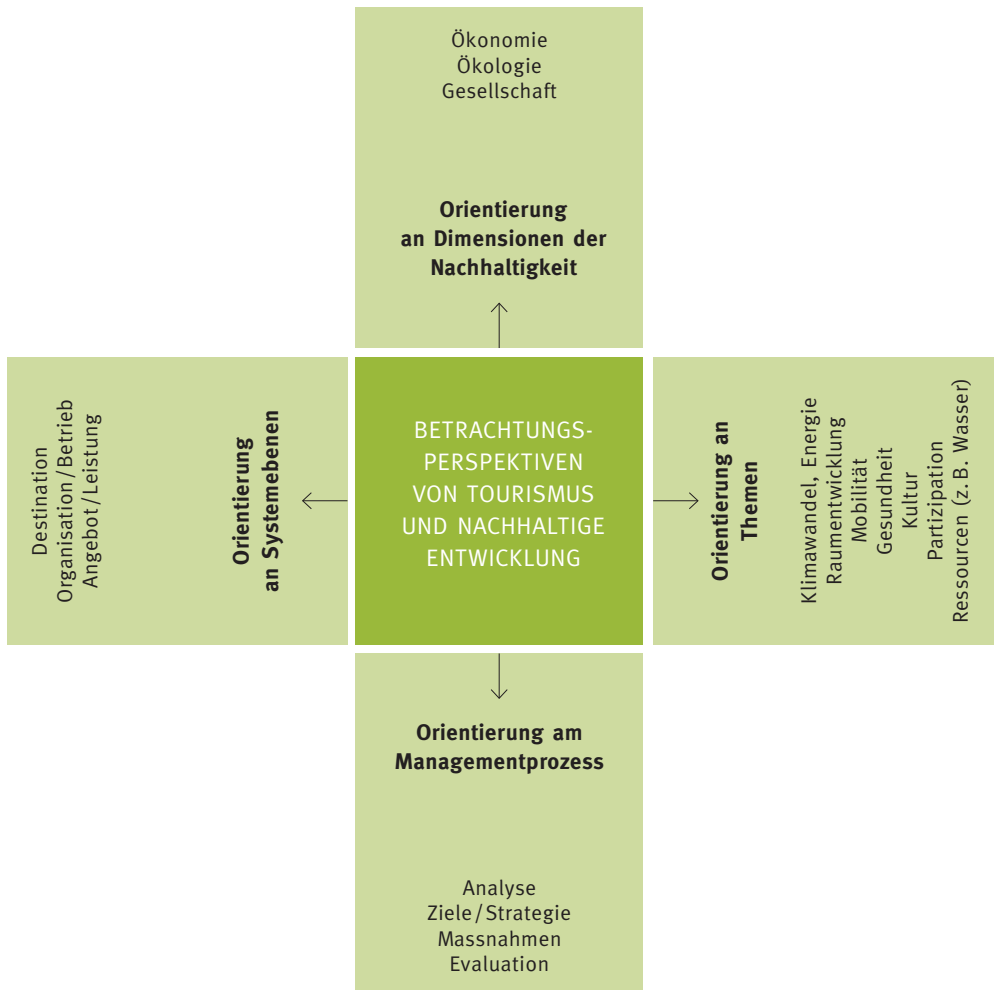 Ökonomie
Ökologie
Gesellschaft
Orientierung
an Dimensionen der
Nachhaltigkeit
Destination
Organisation/Betrieb
Angebot/Leistung
Orientierung
an Systemebenen
BETRACHTUNGS-
PERSPEKTIVEN
VON TOURISMUS
UND NACHHALTIGE
ENTWICKLUNG
Orientierung an
Themen
Klimawandel, Energie
Raumentwicklung
Mobilität
Gesundheit
Kultur
Partizipation
Ressourcen (z. B. Wasser)
Orientierung am
Managementprozess
Analyse
Ziele/Strategie
Massnahmen
Evaluation